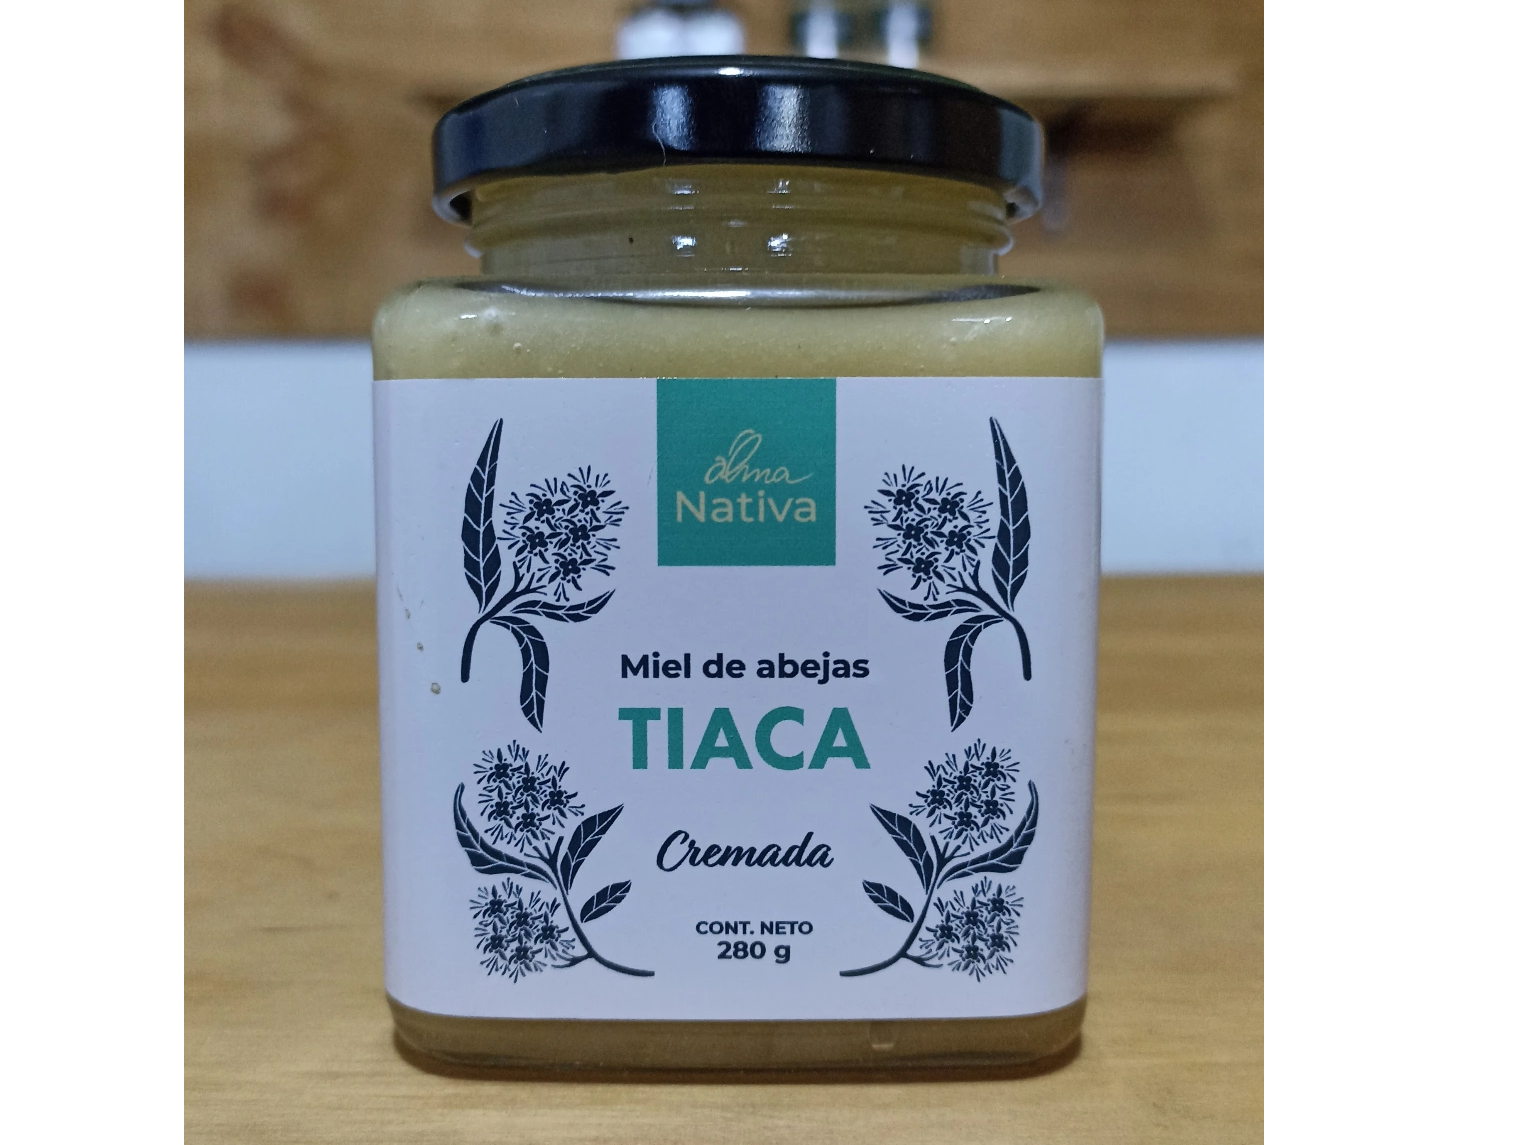 alma
Nativa
Miel de abejas
TIACA
Cremada
CONT. NETO
280 g